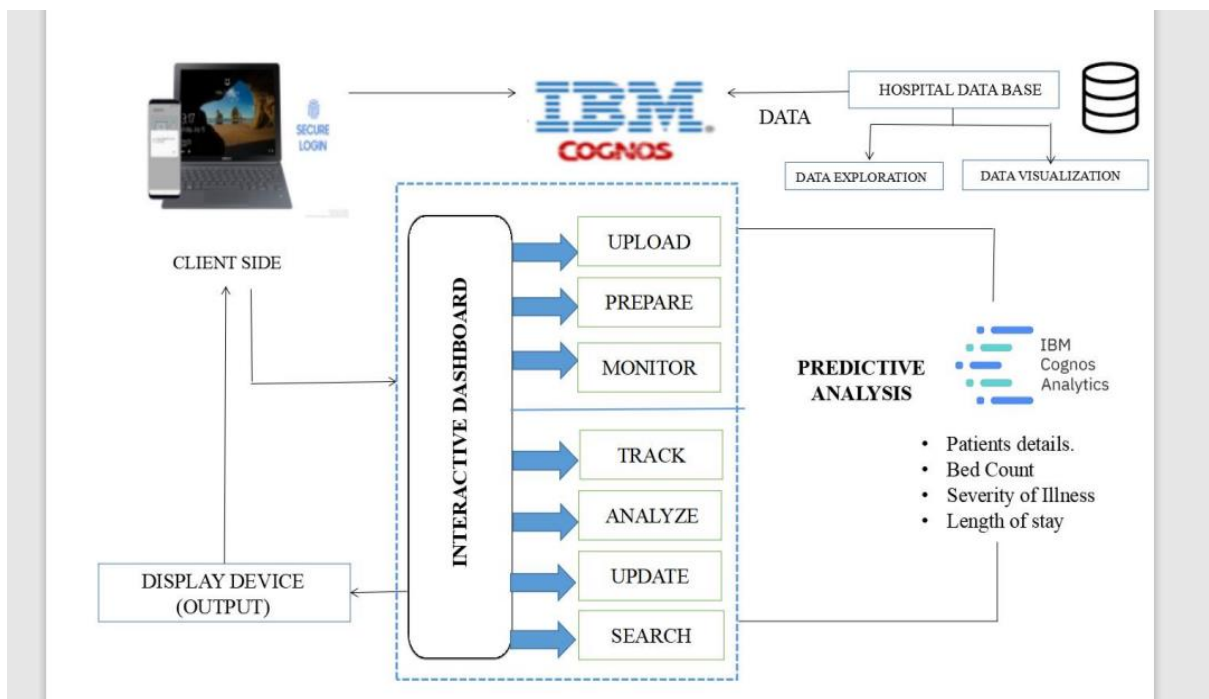 SECURE
LOGIN
IBM
COGNOS
DATA
HOSPITAL DATA BASE
DATA EXPLORATION
DATA VISUALIZATION
CLIENT SIDE
INTERACTIVE DASHBOARD
UPLOAD
PREPARE
MONITOR
TRACK
ANALYZE
UPDATE
SEARCH
PREDICTIVE
ANALYSIS
IBM
Cognos
Analytics
• Patients details.
• Bed Count
• Severity of Illness
• Length of stay
DISPLAY DEVICE
(OUTPUT)